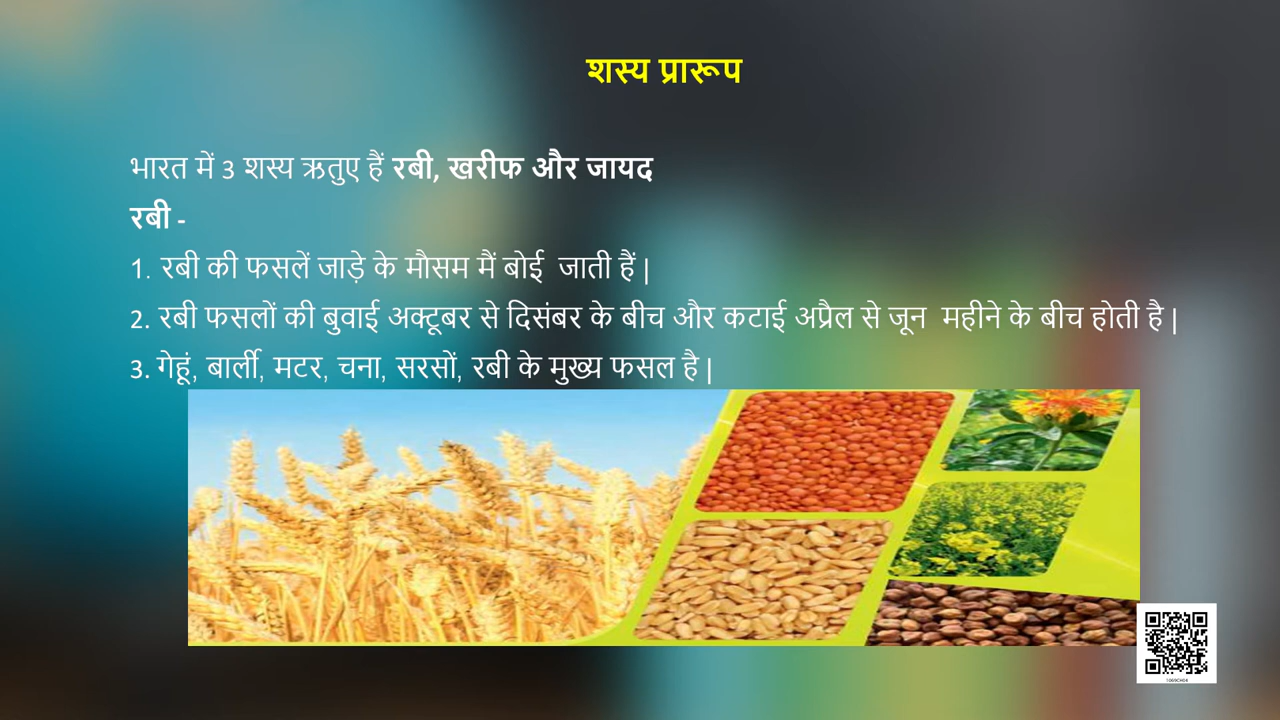 शस्य प्रारूप
भारत में 3 शस्य ऋतुए हैं रबी, खरीफ और जायद
रबी -
1. रबी की फसलें जाड़े के मौसम मैं बोई जाती हैं |
2. रबी फसलों की बुवाई अक्टूबर से दिसंबर के बीच और कटाई अप्रैल से जून महीने के बीच होती है |
3. गेहूं, बार्ली, मटर, चना, सरसों, रबी के मुख्य फसल है |